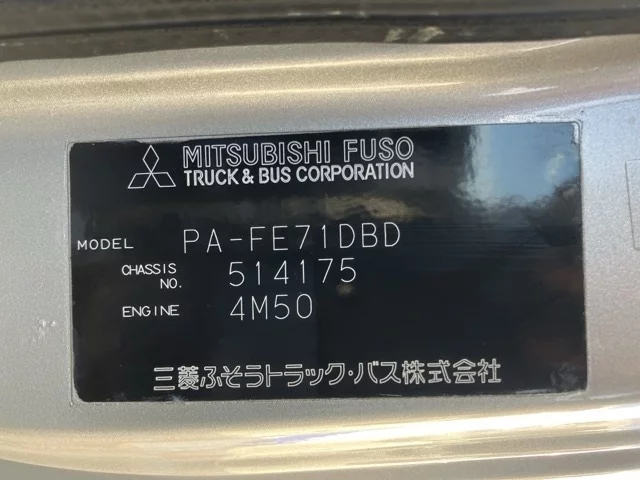 MITSUBISHI FUSO
TRUCK & BUS CORPORATION
MODEL PA-FE71DBD
CHASSIS NO. 514175
ENGINE 4M50
三菱ふそうトラック・バス株式会社